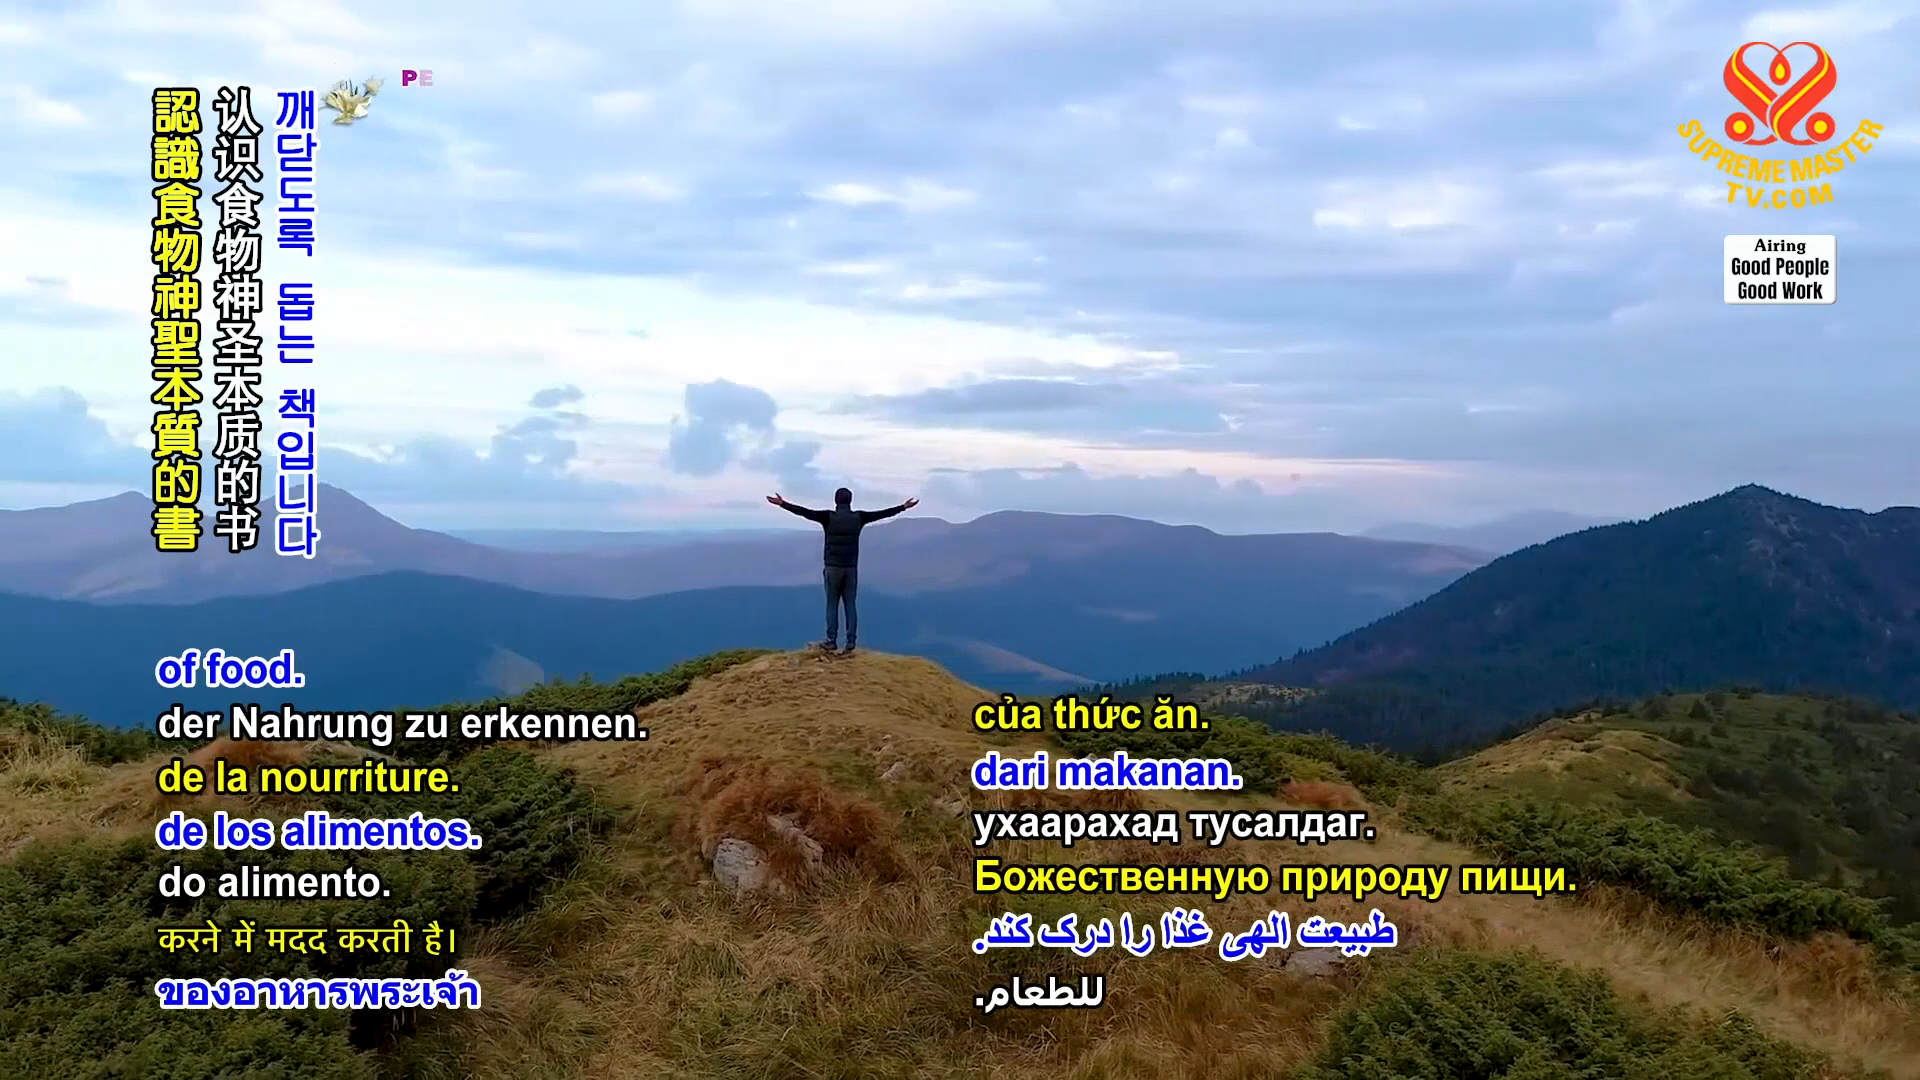 認識食物神聖本質的書
认识食物神圣本质的书
깨닫도록 돕는 책입니다
PE
SUPREME MASTER
TV.COM
Airing
Good People
Good Work
of food.
der Nahrung zu erkennen.
de la nourriture.
de los alimentos.
do alimento.
करने में मदद करती है।
ของอาหารพระเจ้า
của thức ăn.
dari makanan.
ухаарахад тусалдаг.
Божественную природу пищи.
طبیعت الهی غذا را درک کند.
للطعام.